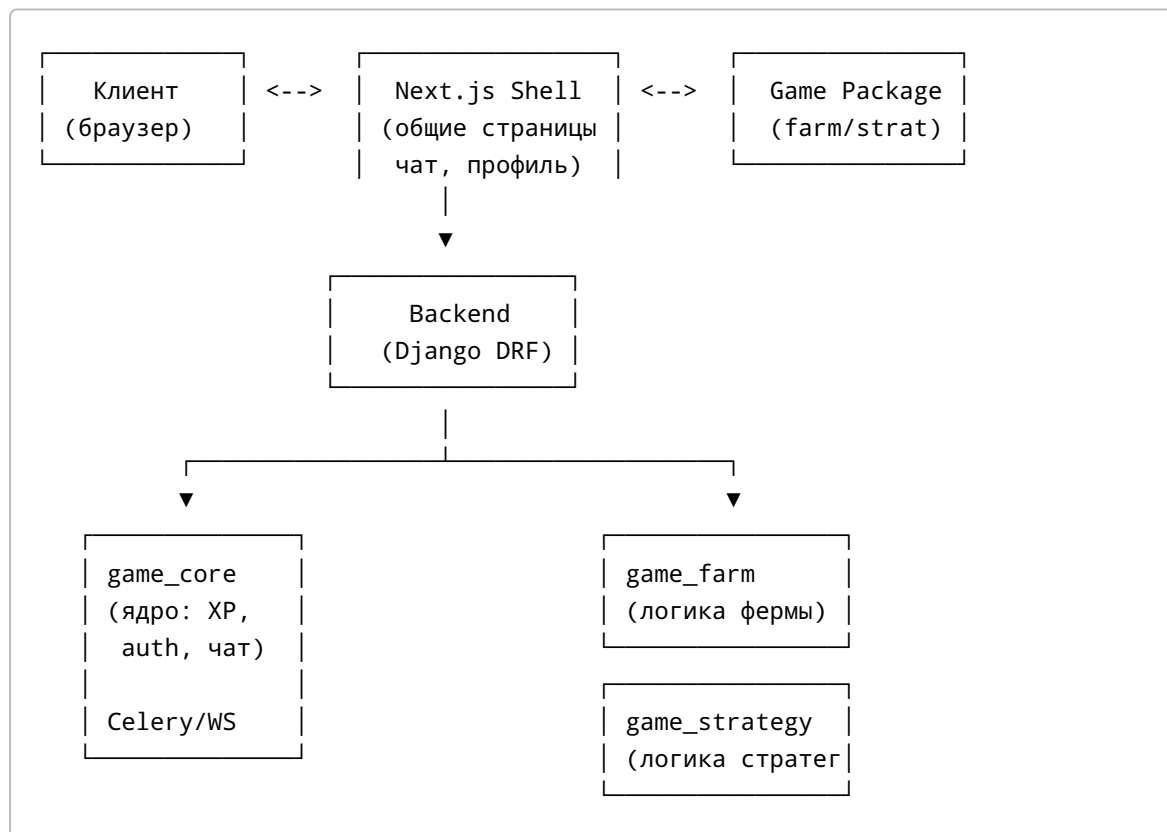 Клиент <--> Next.js Shell <--> Game Package
(браузер) (общие страницы (farm/strat)
чат, профиль)
Backend
(Django DRF)
game_core game_farm
(ядро: XP, (логика фермы)
auth, чат)
Celery/WS game_strategy
(логика стратег